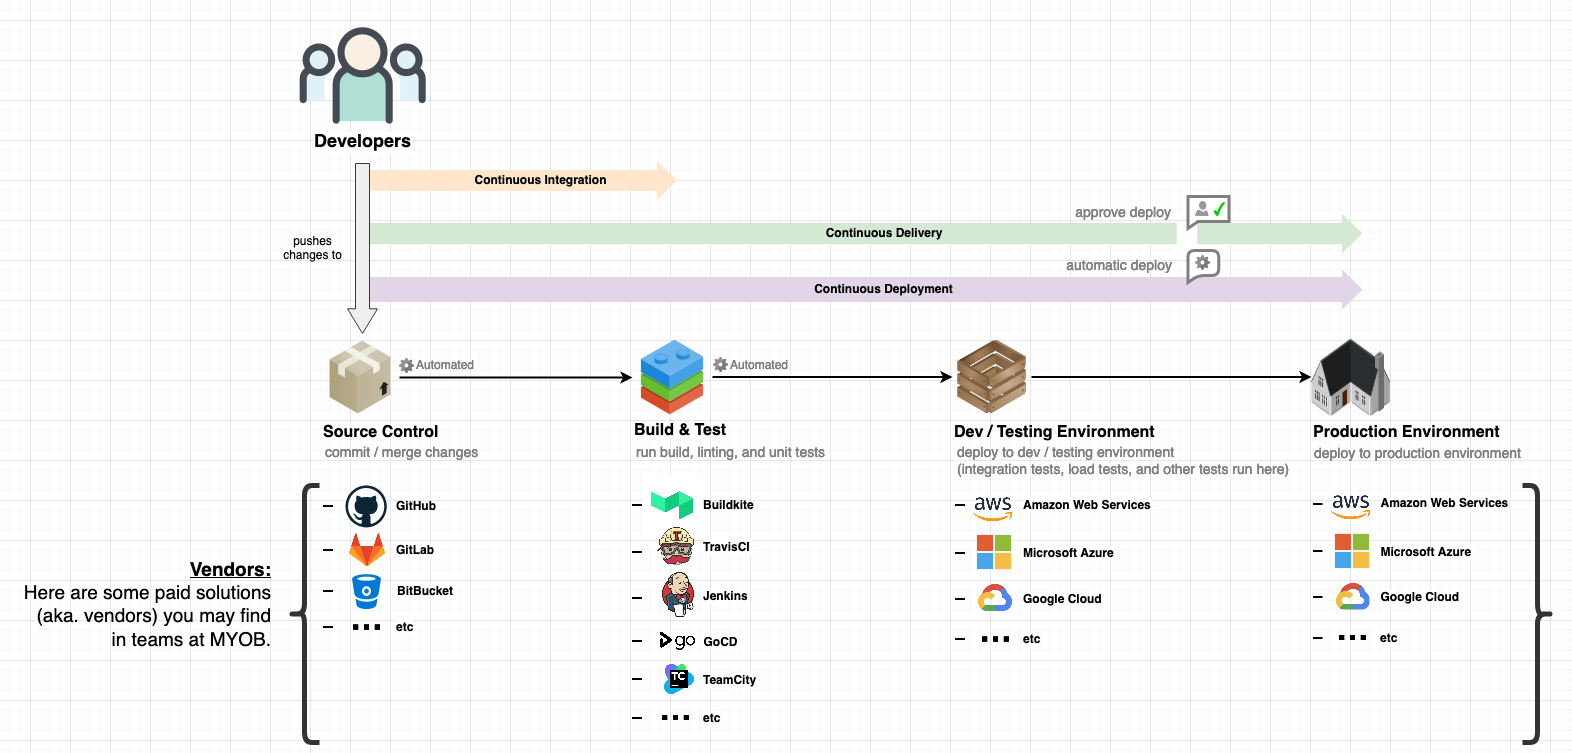 Developers
Continuous Integration
approve deploy
Continuous Delivery
pushes
changes to
automatic deploy
Continuous Deployment
Automated
Automated
Source Control
commit / merge changes
Build & Test
run build, linting, and unit tests
Dev / Testing Environment
deploy to dev / testing environment
(integration tests, load tests, and other tests run here)
Production Environment
deploy to production environment
Vendors:
Here are some paid solutions
(aka. vendors) you may find
in teams at MYOB.
GitHub
GitLab
BitBucket
etc
Buildkite
TravisCI
Jenkins
go GoCD
TC TeamCity
etc
aws Amazon Web Services
Microsoft Azure
Google Cloud
etc
aws Amazon Web Services
Microsoft Azure
Google Cloud
etc